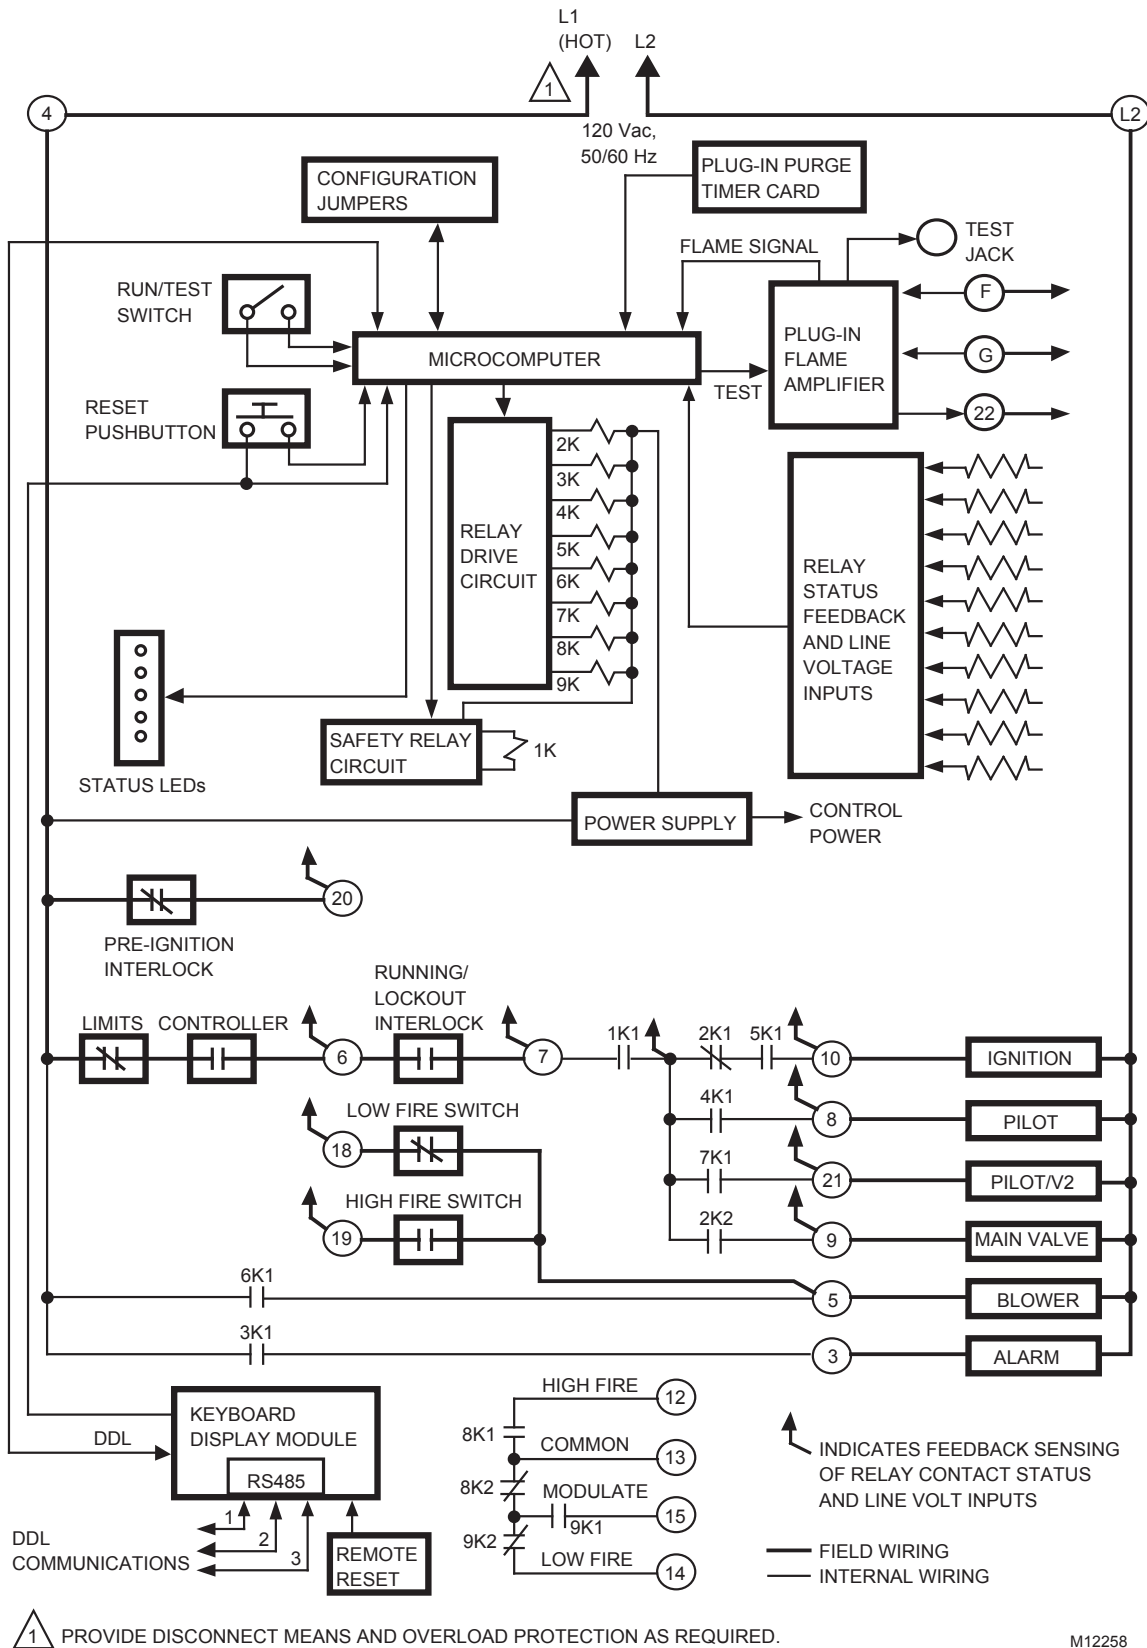 L1
(HOT)
L2
1
4
L2
120 Vac,
50/60 Hz
CONFIGURATION
JUMPERS
PLUG-IN PURGE
TIMER CARD
FLAME SIGNAL
TEST
JACK
RUN/TEST
SWITCH
F
MICROCOMPUTER
PLUG-IN
FLAME
AMPLIFIER
G
TEST
22
RESET
PUSHBUTTON
RELAY
DRIVE
CIRCUIT
2K
3K
4K
5K
6K
7K
8K
9K
RELAY
STATUS
FEEDBACK
AND LINE
VOLTAGE
INPUTS
STATUS LEDs
SAFETY RELAY
CIRCUIT
1K
POWER SUPPLY
CONTROL
POWER
20
PRE-IGNITION
INTERLOCK
RUNNING/
LOCKOUT
INTERLOCK
LIMITS
CONTROLLER
6
7
1K1
2K1
5K1
10
IGNITION
LOW FIRE SWITCH
18
4K1
8
PILOT
7K1
21
PILOT/V2
HIGH FIRE SWITCH
19
2K2
9
MAIN VALVE
6K1
5
BLOWER
3K1
3
ALARM
KEYBOARD
DISPLAY MODULE
RS485
DDL
1
2
3
DDL
COMMUNICATIONS
REMOTE
RESET
HIGH FIRE
12
8K1
COMMON
13
8K2
MODULATE
15
9K1
9K2
LOW FIRE
14
INDICATES FEEDBACK SENSING
OF RELAY CONTACT STATUS
AND LINE VOLT INPUTS
FIELD WIRING
INTERNAL WIRING
1 PROVIDE DISCONNECT MEANS AND OVERLOAD PROTECTION AS REQUIRED.
M12258